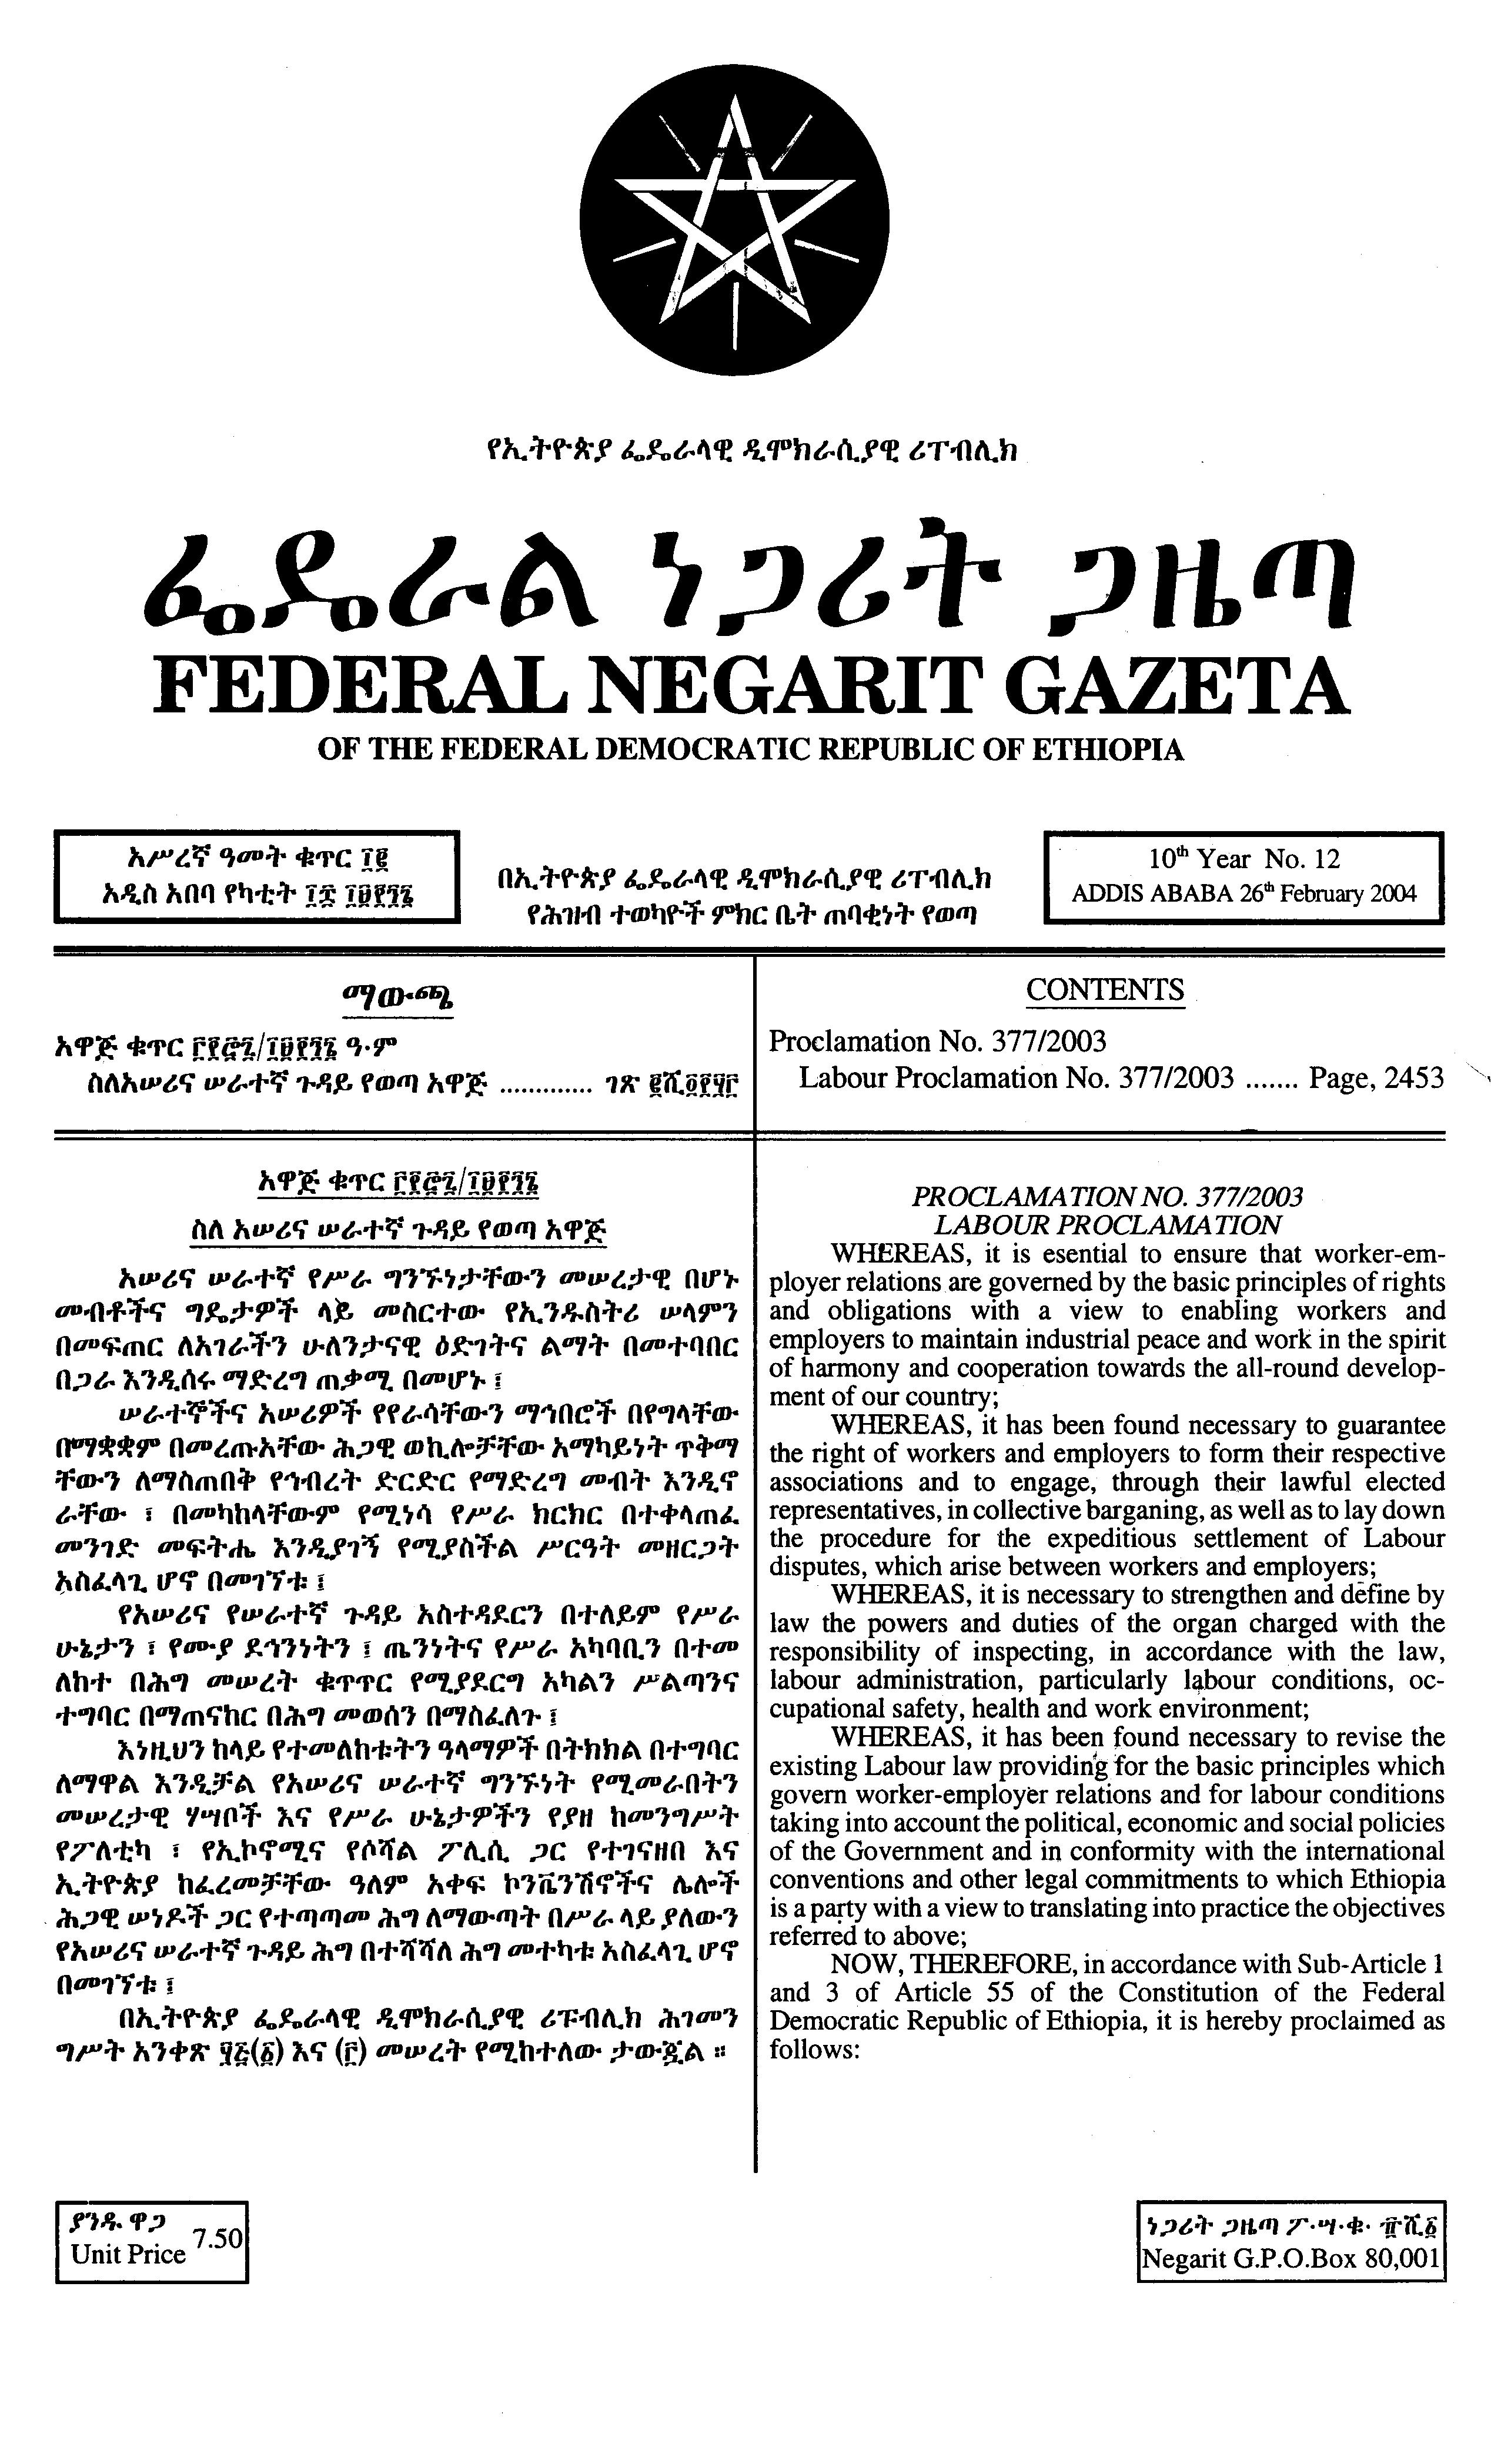 የኢትዮጵያ ፌዴራላዊ ዲሞክራሲያዊ ሪፐብሊክ
ፌዴራል ነጋሪት ጋዜጣ
FEDERAL NEGARIT GAZETA
OF THE FEDERAL DEMOCRATIC REPUBLIC OF ETHIOPIA
አሥረኛ ዓመት ቁጥር ፲፪
አዲስ አበባ የካቲት ፲፰ ፲፱፻፺፮
በኢትዮጵያ ፌዴራላዊ ዲሞክራሲያዊ ሪፐብሊክ
የሕዝብ ተወካዮች ምክር ቤት ጠባቂነት የወጣ
10th Year No. 12
ADDIS ABABA 26th February 2004
ማውጫ
አዋጅ ቁጥር ፫፻፸፯/፲፱፻፺፮ ዓ.ም
ስለአሠሪና ሠራተኛ ጉዳይ የወጣ አዋጅ ............. ገጽ ፪ሺ፬፻፶፫
CONTENTS
Proclamation No. 377/2003
Labour Proclamation No. 377/2003 ....... Page, 2453
አዋጅ ቁጥር ፫፻፸፯/፲፱፻፺፮
ስለ አሠሪና ሠራተኛ ጉዳይ የወጣ አዋጅ
አሠሪና ሠራተኛ የሥራ ግንኙነታቸውን መሠረታዊ በሆኑ
መብቶችና ግዴታዎች ላይ መስርተው የኢንዱስትሪ ሠላምን
በመፍጠር ለአገራችን ሁለንታናዊ ዕድገትና ልማት በመተባበር
በጋራ እንዲሰሩ ማድረግ ጠቃሚ በመሆኑ ፤
ሠራተኞችና አሠሪዎች የየራሳቸውን ማኅበሮች በየግላቸው
በማቋቋም በመረጡአቸው ሕጋዊ ወኪሎቻቸው አማካይነት ጥቅማ
ቸውን ለማስጠበቅ የኅብረት ድርድር የማድረግ መብት እንዲኖ
ራቸው ፣ በመካከላቸውም የሚነሳ የሥራ ክርክር በተቀላጠፈ
መንገድ መፍትሔ እንዲያገኝ የሚያስችል ሥርዓት መዘርጋት
አስፈላጊ ሆኖ በመገኘቱ ፤
የአሠሪና የሠራተኛ ጉዳይ አስተዳደርን በተለይም የሥራ
ሁኔታን ፣ የሙያ ደኅንነትን ፤ ጤንነትና የሥራ አካባቢን በተመ
ለከተ በሕግ መሠረት ቁጥጥር የሚያደርግ አካልን ሥልጣንና
ተግባር በማጠናከር በሕግ መወሰን በማስፈለጉ ፤
እነዚህን ከላይ የተመለከቱትን ዓላማዎች በትክክል በተግባር
ለማዋል እንዲቻል የአሠሪና ሠራተኛ ግንኙነት የሚመራበትን
መሠረታዊ ሃሣቦች እና የሥራ ሁኔታዎችን የያዘ ከመንግሥት
የፖለቲካ ፣ የኢኮኖሚና የሶሻል ፖሊሲ ጋር የተገናዘበ እና
ኢትዮጵያ ከፈረመቻቸው ዓለም አቀፍ ኮንቬንሽኖችና ሌሎች
ሕጋዊ ሠነዶች ጋር የተጣጣመ ሕግ ለማውጣት በሥራ ላይ ያለውን
የአሠሪና ሠራተኛ ጉዳይ ሕግ በተሻሻለ ሕግ መተካቱ አስፈላጊ ሆኖ
በመገኘቱ ፤
በኢትዮጵያ ፌዴራላዊ ዲሞክራሲያዊ ሪፑብሊክ ሕገመን
ግሥት አንቀጽ ፶፭(፩) እና (፫) መሠረት የሚከተለው ታውጇል ።
PROCLAMATION NO. 377/2003
LABOUR PROCLAMATION
WHEREAS, it is esential to ensure that worker-em-
ployer relations are governed by the basic principles of rights
and obligations with a view to enabling workers and
employers to maintain industrial peace and work in the spirit
of harmony and cooperation towards the all-round develop-
ment of our country;
WHEREAS, it has been found necessary to guarantee
the right of workers and employers to form their respective
associations and to engage, through their lawful elected
representatives, in collective barganing, as well as to lay down
the procedure for the expeditious settlement of Labour
disputes, which arise between workers and employers;
WHEREAS, it is necessary to strengthen and define by
law the powers and duties of the organ charged with the
responsibility of inspecting, in accordance with the law,
labour administration, particularly labour conditions, oc-
cupational safety, health and work environment;
WHEREAS, it has been found necessary to revise the
existing Labour law providing for the basic principles which
govern worker-employer relations and for labour conditions
taking into account the political, economic and social policies
of the Government and in conformity with the international
conventions and other legal commitments to which Ethiopia
is a party with a view to translating into practice the objectives
referred to above;
NOW, THEREFORE, in accordance with Sub-Article 1
and 3 of Article 55 of the Constitution of the Federal
Democratic Republic of Ethiopia, it is hereby proclaimed as
follows:
ያንዱ ዋጋ
Unit Price 7.50
ነጋሪት ጋዜጣ ፖ.ሣ.ቁ. ፹ሺ፩
Negarit G.P.O.Box 80,001